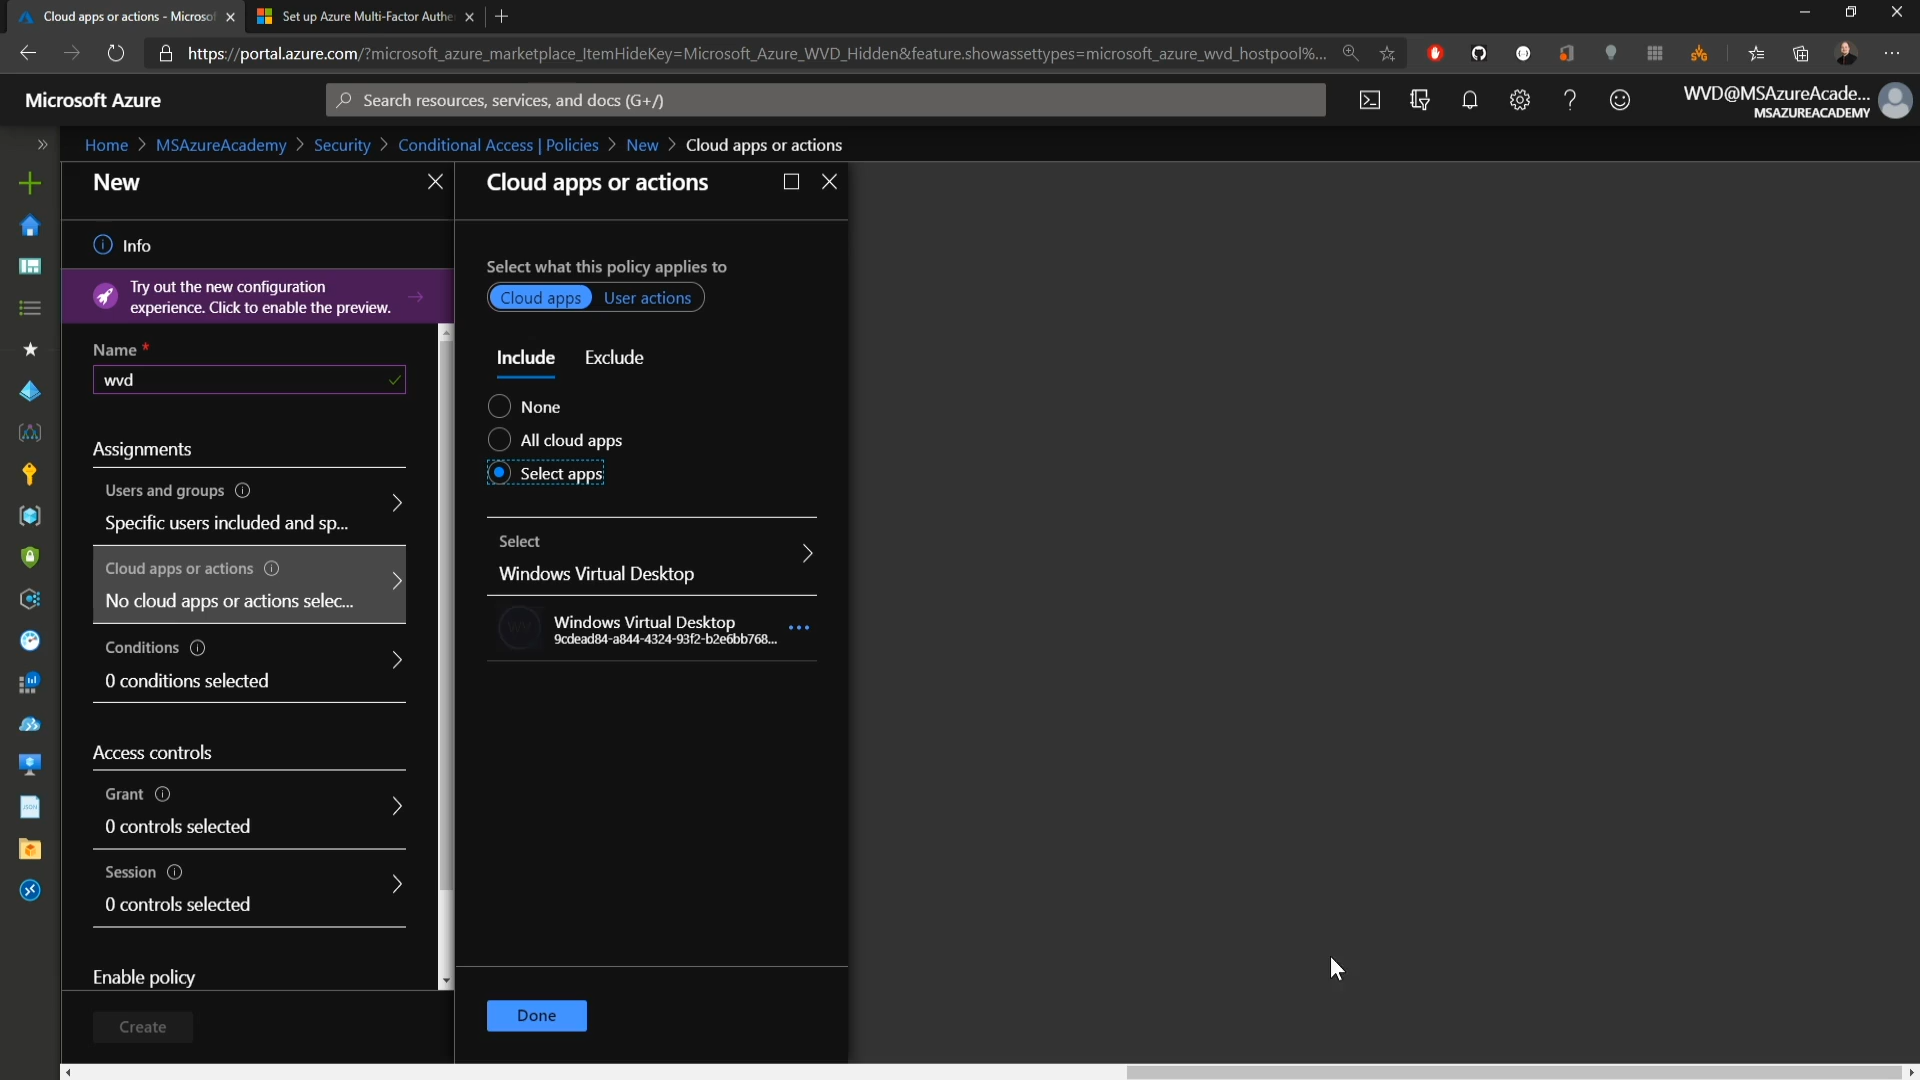 Cloud apps or actions - Microsof
Set up Azure Multi-Factor Authe
https://portal.azure.com/?microsoft_azure_marketplace_ItemHideKey=Microsoft_Azure_WVD_Hidden&feature.showassettypes=microsoft_azure_wvd_hostpool%...
Microsoft Azure
Search resources, services, and docs (G+/)
WVD@MSAzureAcade...
MSAZUREACADEMY
Home > MSAzureAcademy > Security > Conditional Access | Policies > New > Cloud apps or actions
New
Info
Try out the new configuration
experience. Click to enable the preview.
Name *
wvd
Assignments
Users and groups
Specific users included and sp...
Cloud apps or actions
No cloud apps or actions selec...
Conditions
0 conditions selected
Access controls
Grant
0 controls selected
Session
0 controls selected
Enable policy
Create
Cloud apps or actions
Select what this policy applies to
Cloud apps User actions
Include Exclude
None
All cloud apps
Select apps
Select
Windows Virtual Desktop
WV
Windows Virtual Desktop
9cdead84-a844-4324-93f2-b2e6bb768...
Done